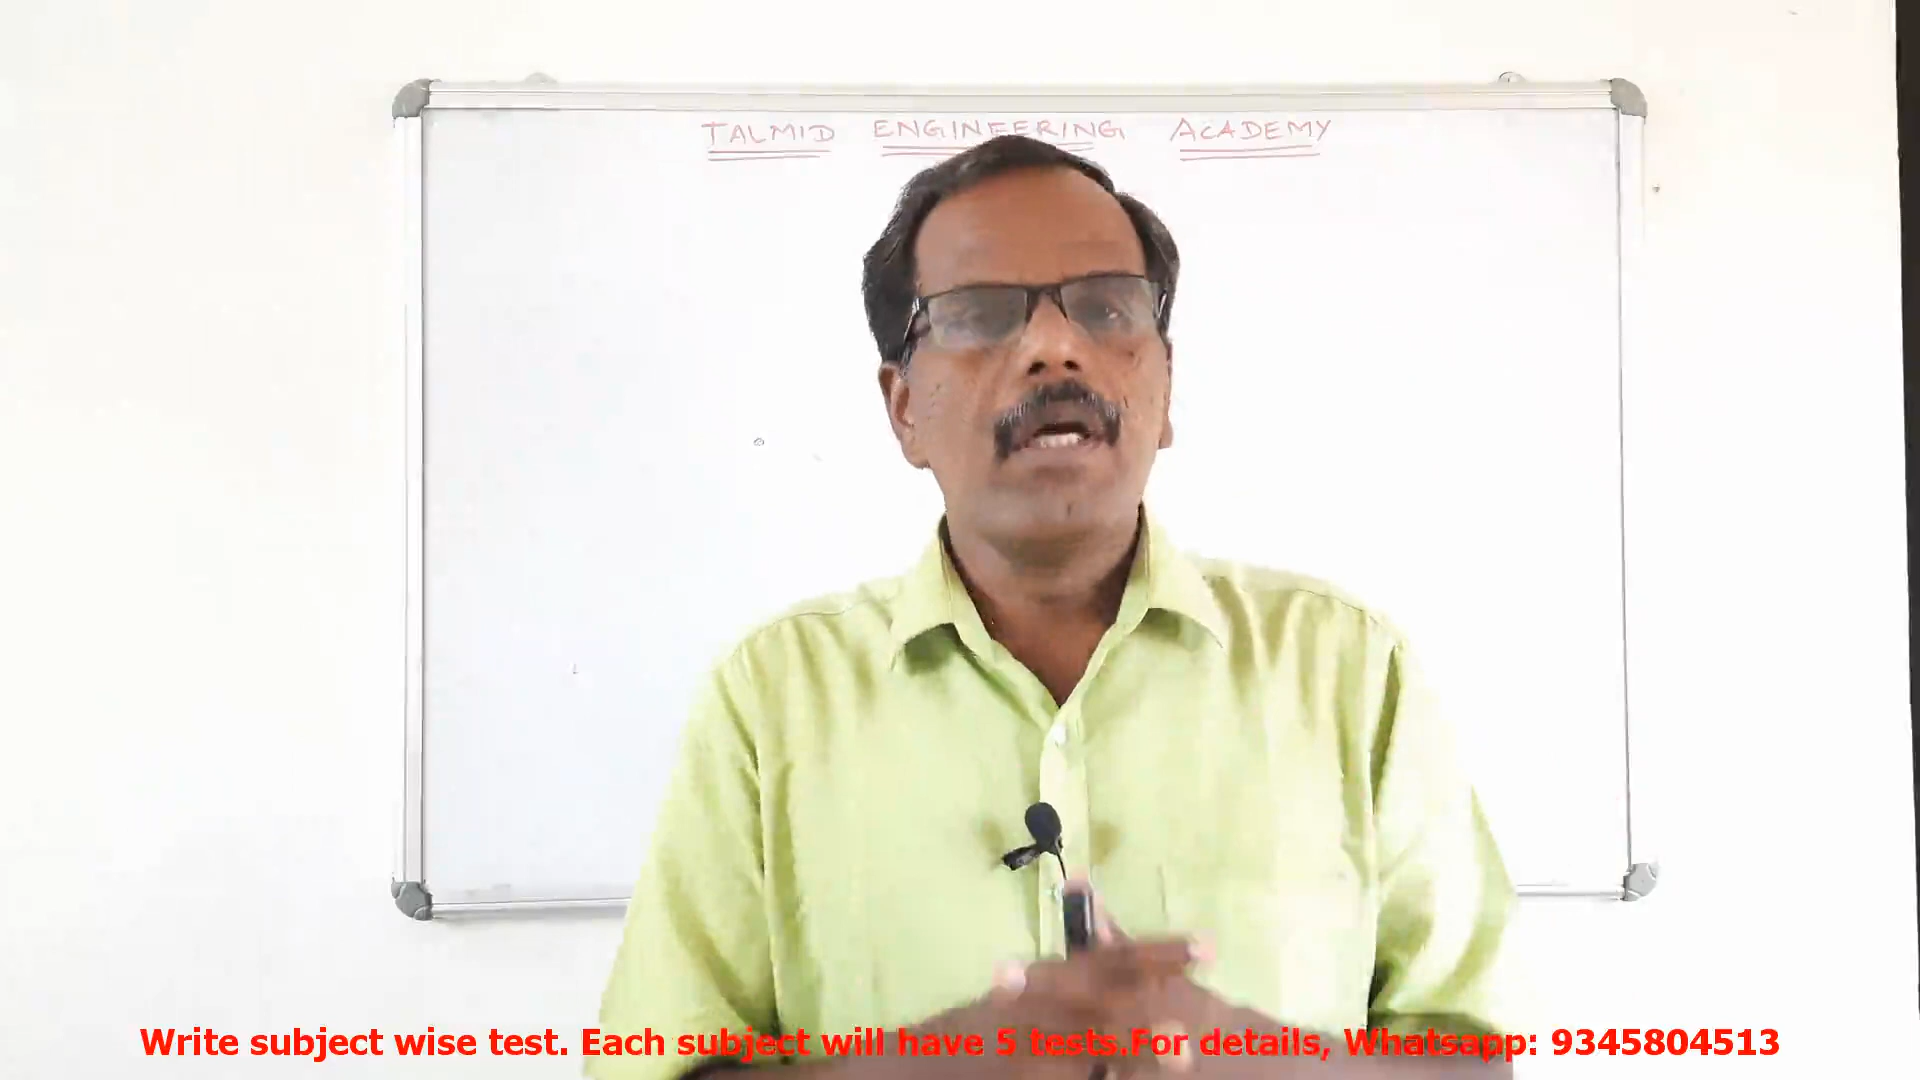 TALMID ENGINEERING ACADEMY
Write subject wise test. Each subject will have 5 tests.For details, Whatsapp: 9345804513